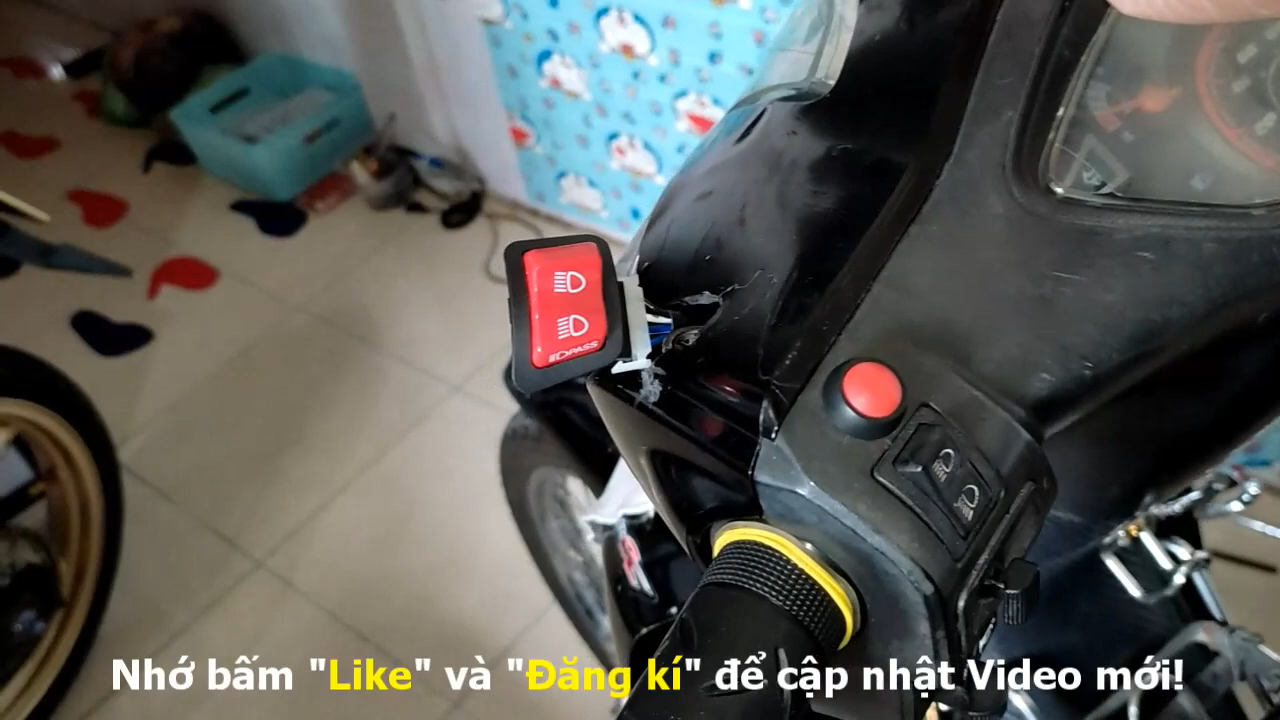 PASS
Nhớ bấm "Like" và "Đăng kí" để cập nhật Video mới!